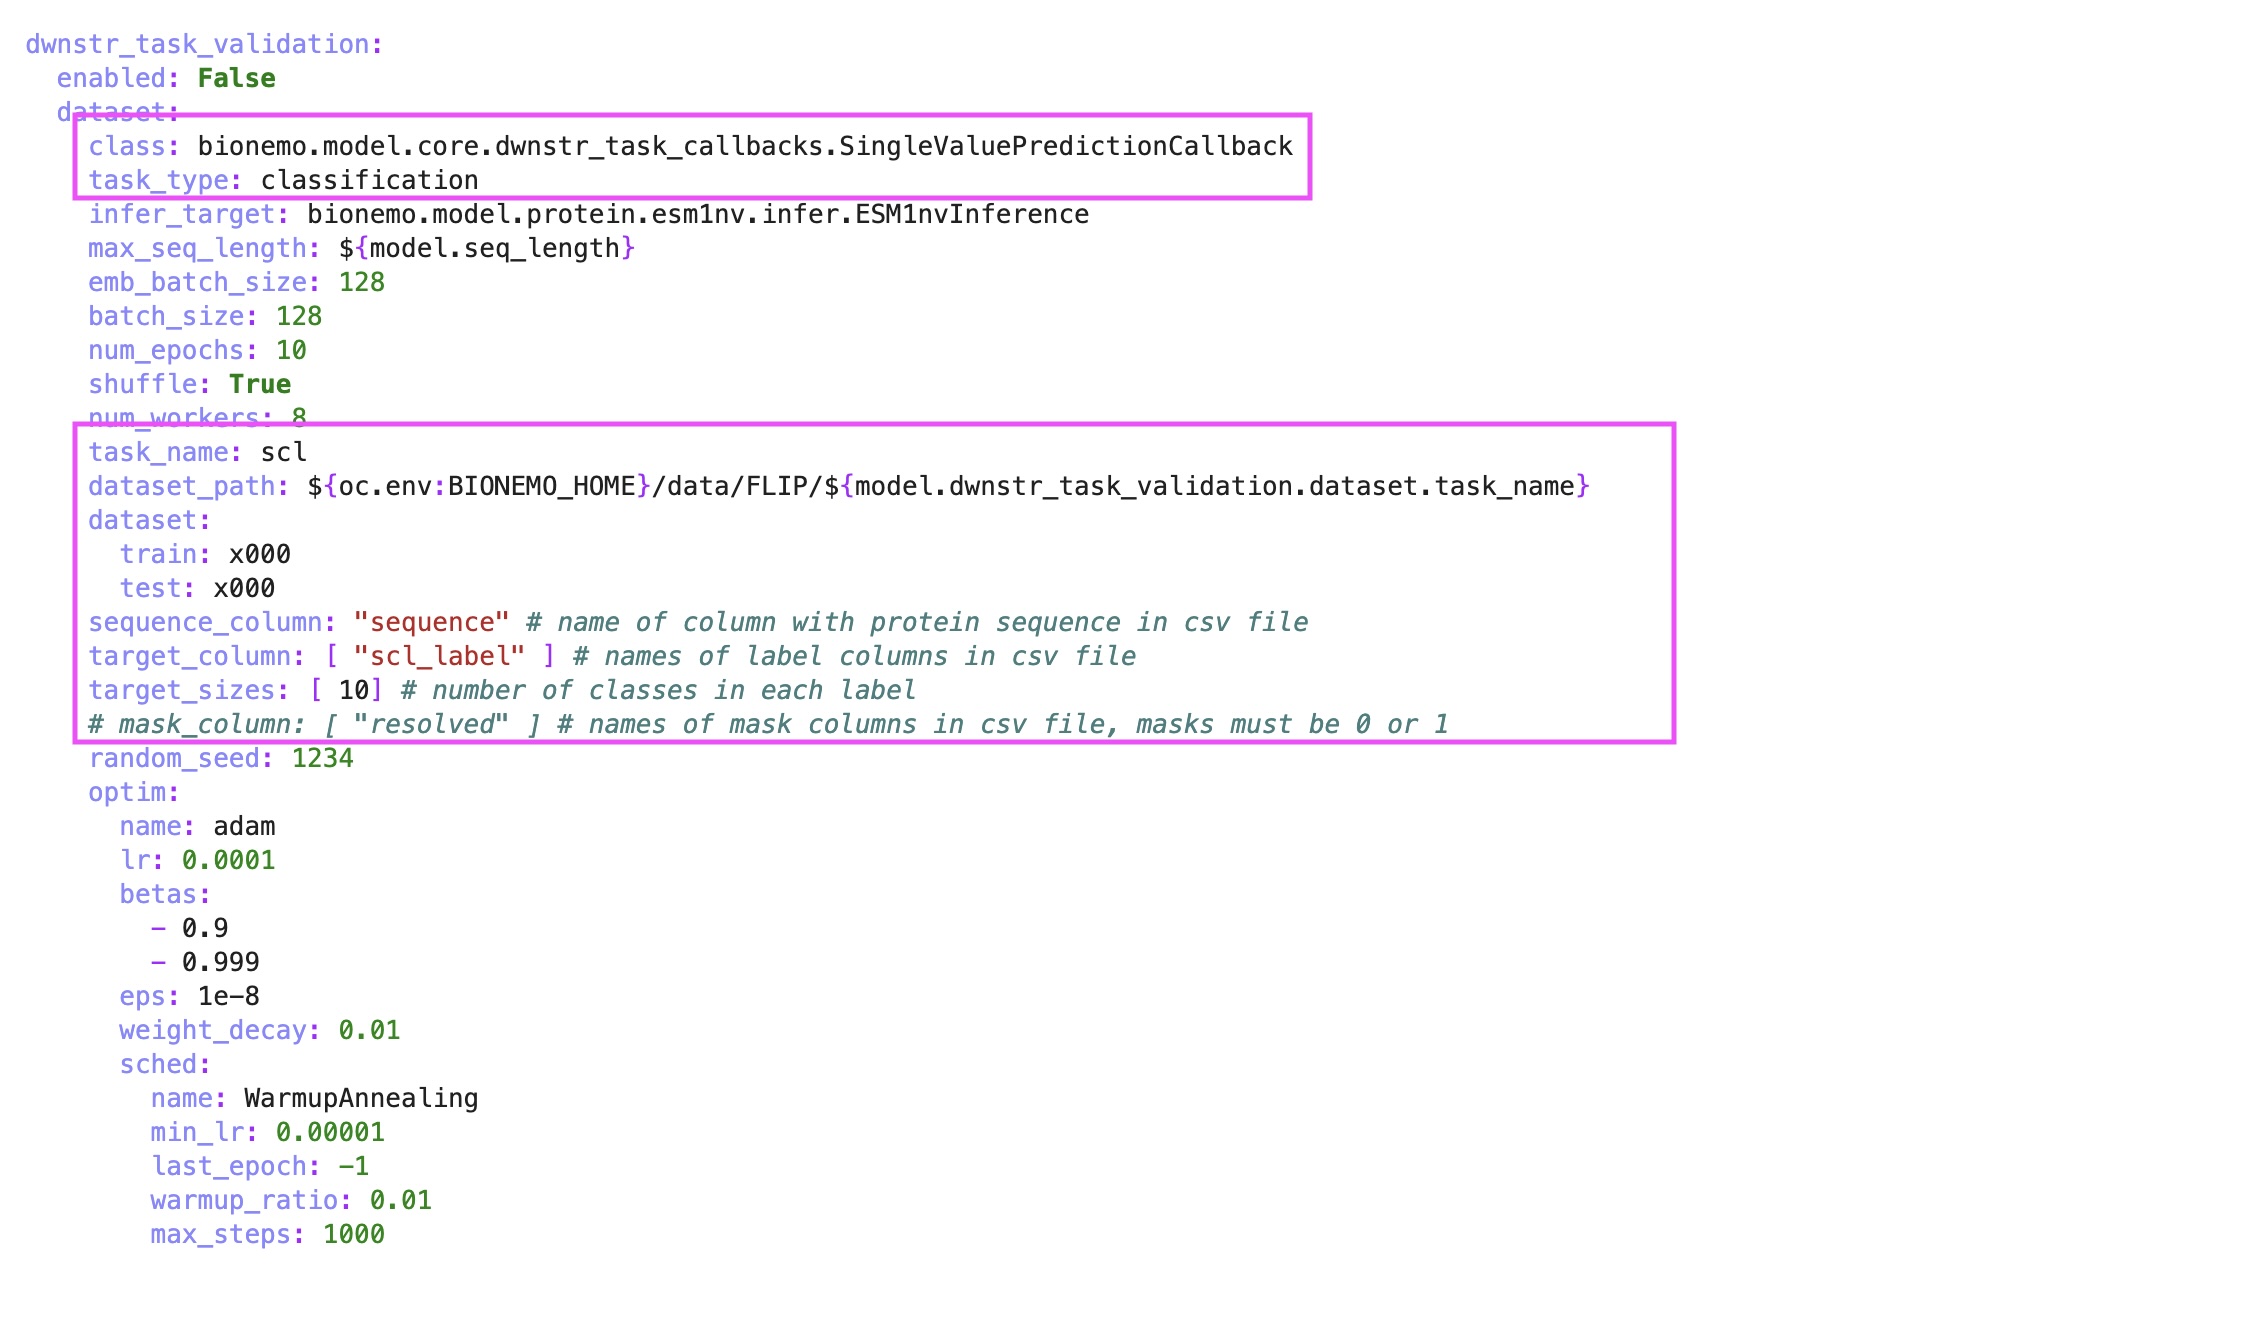 dwnstr_task_validation:
  enabled: False
  dataset:
    class: bionemo.model.core.dwnstr_task_callbacks.SingleValuePredictionCallback
    task_type: classification
    infer_target: bionemo.model.protein.esm1nv.infer.ESM1nvInference
    max_seq_length: ${model.seq_length}
    emb_batch_size: 128
    batch_size: 128
    num_epochs: 10
    shuffle: True
    num_workers: 8
    task_name: scl
    dataset_path: ${oc.env:BIONEMO_HOME}/data/FLIP/${model.dwnstr_task_validation.dataset.task_name}
    dataset:
      train: x000
      test: x000
    sequence_column: "sequence" # name of column with protein sequence in csv file
    target_column: [ "scl_label" ] # names of label columns in csv file
    target_sizes: [ 10] # number of classes in each label
    # mask_column: [ "resolved" ] # names of mask columns in csv file, masks must be 0 or 1
    random_seed: 1234
    optim:
      name: adam
      lr: 0.0001
      betas:
        - 0.9
        - 0.999
      eps: 1e-8
      weight_decay: 0.01
      sched:
        name: WarmupAnnealing
        min_lr: 0.00001
        last_epoch: -1
        warmup_ratio: 0.01
        max_steps: 1000